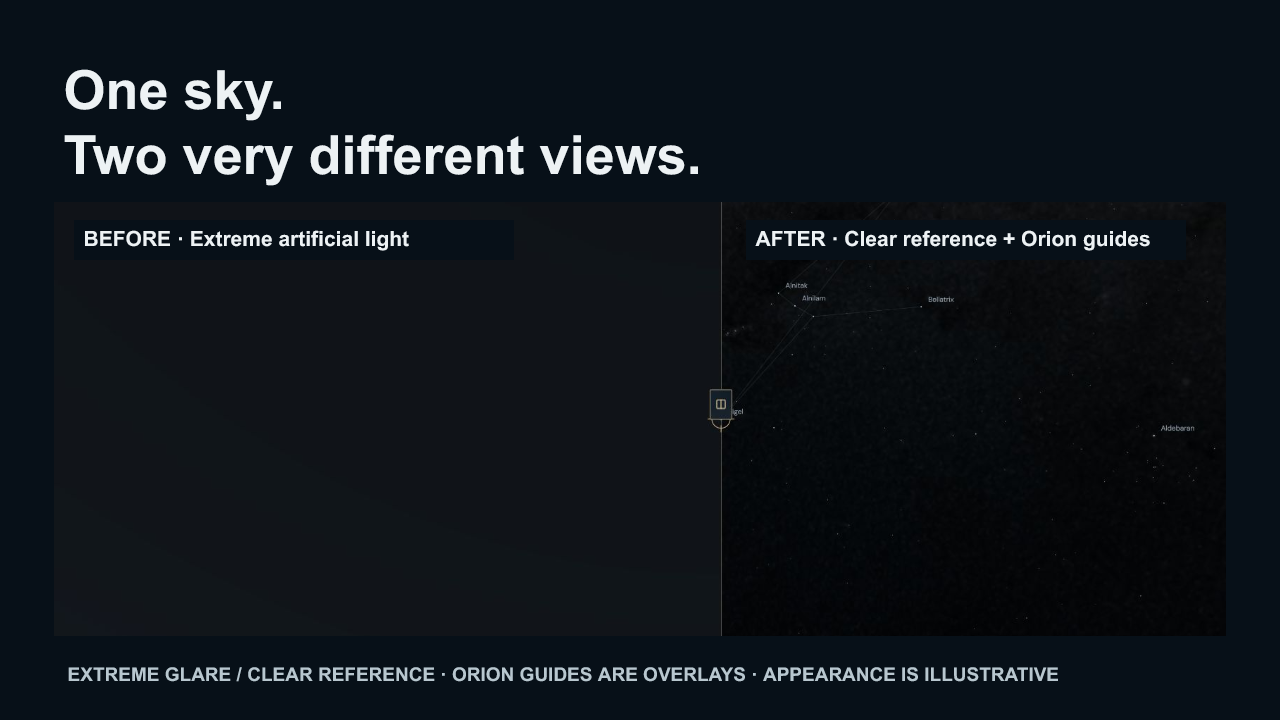 One sky.
Two very different views.
BEFORE · Extreme artificial light
AFTER · Clear reference + Orion guides
Alnitak
Alnilam
Bellatrix
Aldebaran
EXTREME GLARE / CLEAR REFERENCE · ORION GUIDES ARE OVERLAYS · APPEARANCE IS ILLUSTRATIVE